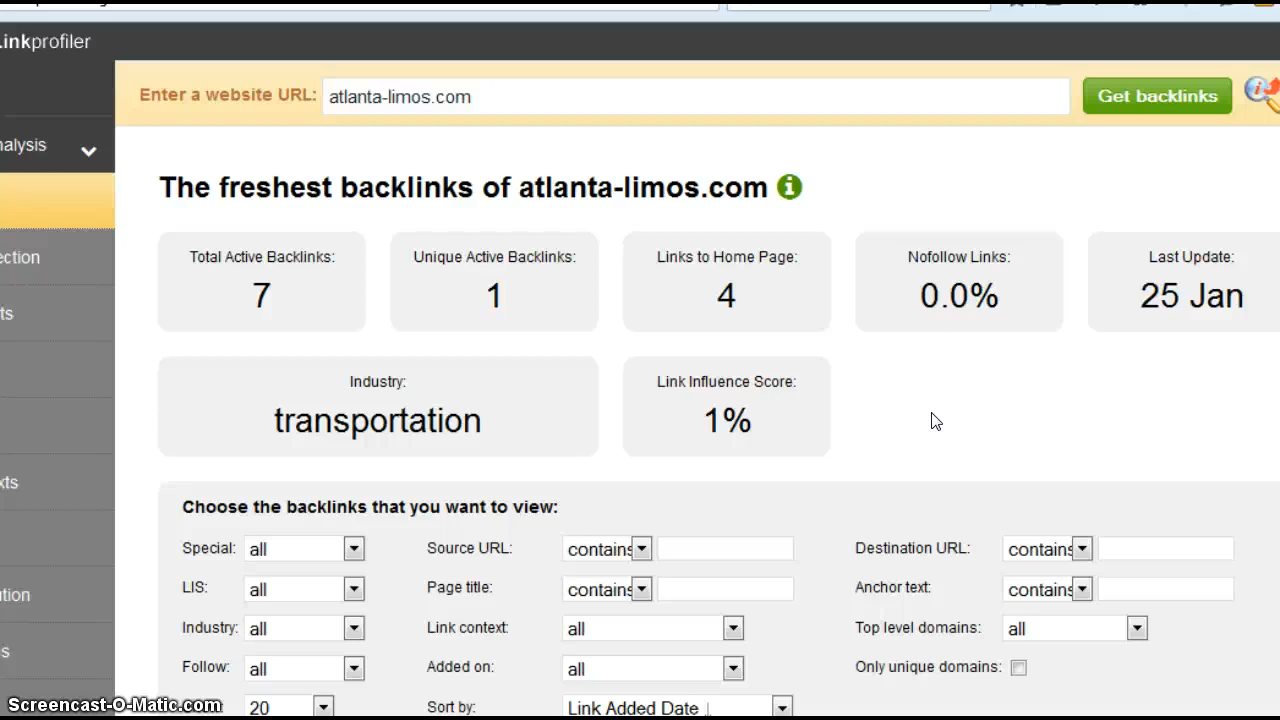 .inkprofiler
Enter a website URL: atlanta-limos.com Get backlinks
nalysis
The freshest backlinks of atlanta-limos.com
Total Active Backlinks: Unique Active Backlinks: Links to Home Page: Nofollow Links: Last Update:
7 1 4 0.0% 25 Jan
ection
ts
Industry: Link Influence Score:
transportation 1%
xts
Choose the backlinks that you want to view:
Special: all Source URL: contains Destination URL: contains
LIS: all Page title: contains Anchor text: contains
ution
Industry: all Link context: all Top level domains: all
s
Follow: all Added on: all Only unique domains:
20 Sort by: Link Added Date
Screencast-O-Matic.com